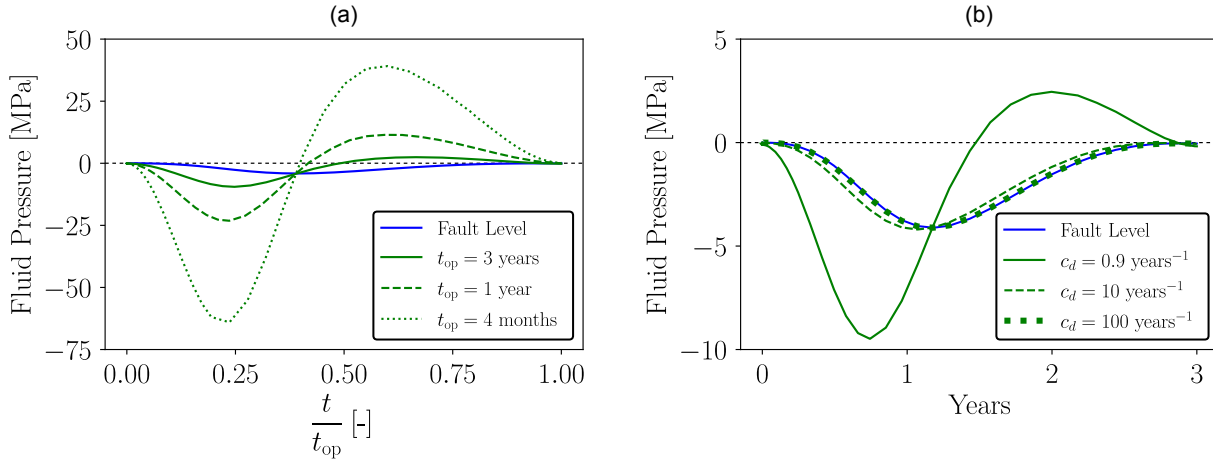 (a)
Fluid Pressure [MPa]
50
25
0
−25
−50
−75
Fault Level
t_op = 3 years
t_op = 1 year
t_op = 4 months
0.00 0.25 0.50 0.75 1.00
t/t_op [-]
(b)
Fluid Pressure [MPa]
5
0
−5
−10
Fault Level
c_d = 0.9 years⁻¹
c_d = 10 years⁻¹
c_d = 100 years⁻¹
0 1 2 3
Years